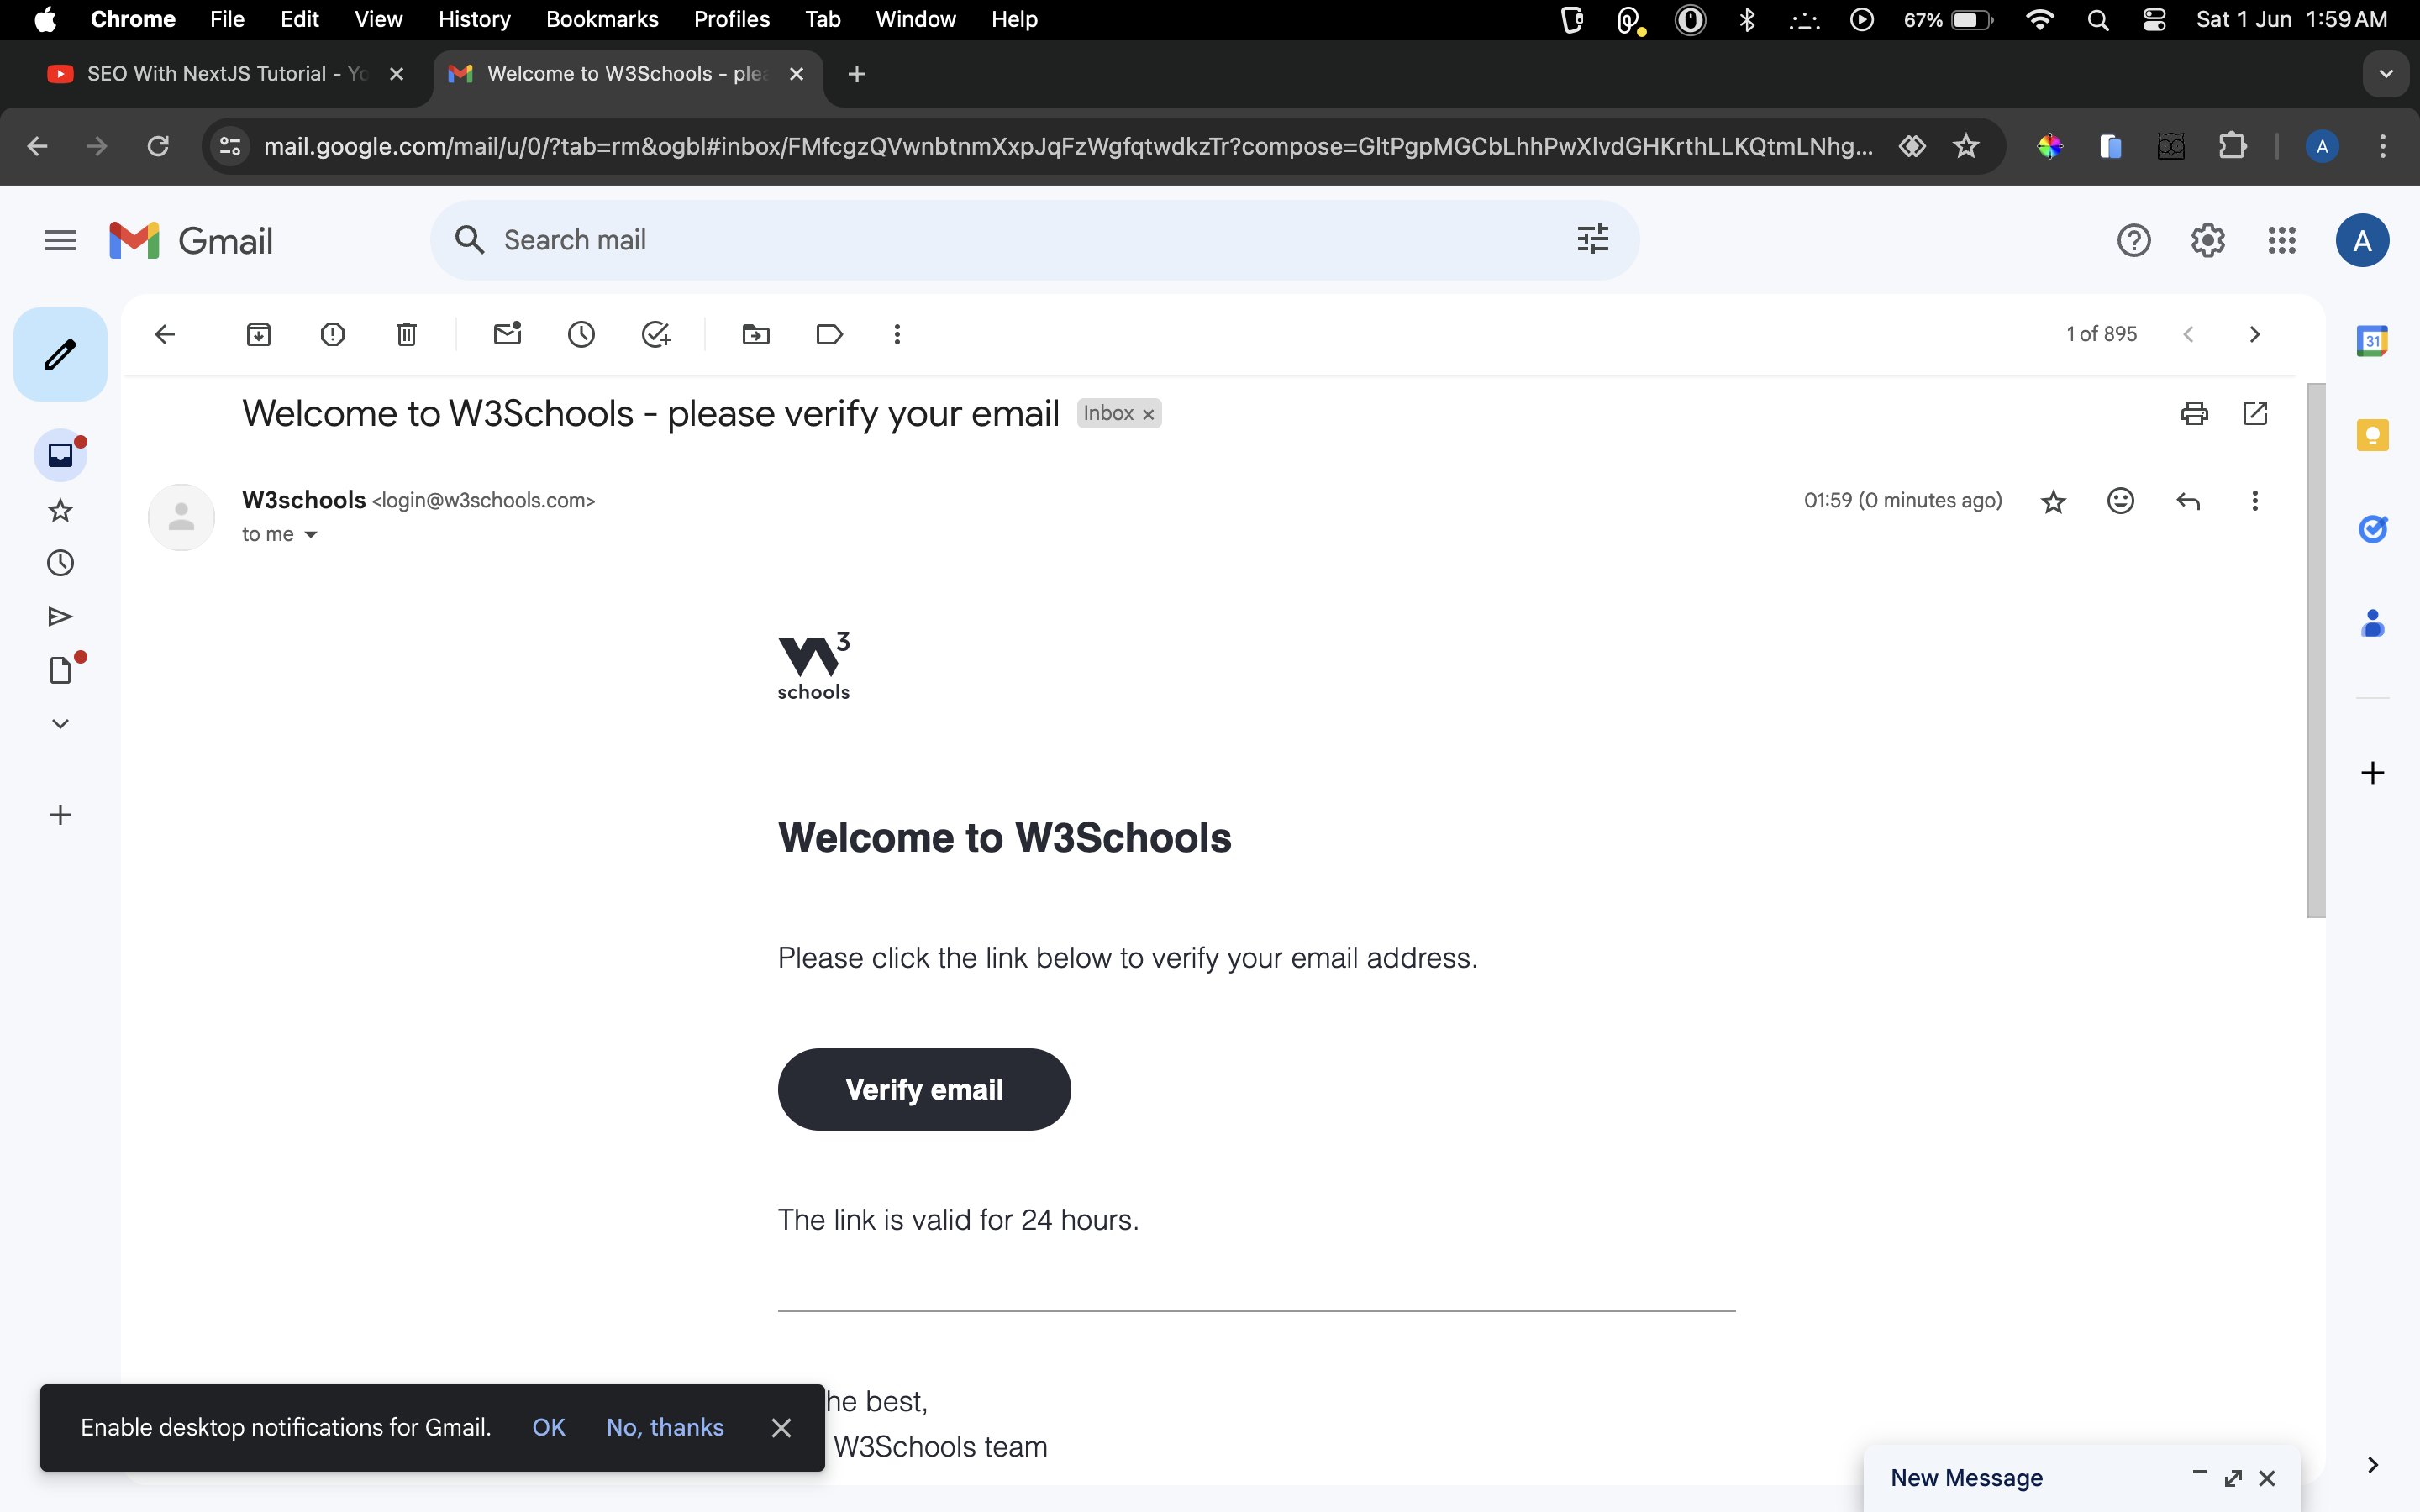 Chrome File Edit View History Bookmarks Profiles Tab Window Help 67% Sat 1 Jun 1:59 AM
SEO With NextJS Tutorial - Yo Welcome to W3Schools - plea
mail.google.com/mail/u/0/?tab=rm&ogbl#inbox/FMfcgzQVwnbtnmXxpJqFzWgfqtwdkzTr?compose=GltPgpMGCbLhhPwXlvdGHKrthLLKQtmLNhg... A
Gmail Search mail A
1 of 895
31
Welcome to W3Schools - please verify your email Inbox ×
W3schools <login@w3schools.com> 01:59 (0 minutes ago)
to me
W3
schools
Welcome to W3Schools
Please click the link below to verify your email address.
Verify email
The link is valid for 24 hours.
he best,
W3Schools team
Enable desktop notifications for Gmail. OK No, thanks
New Message